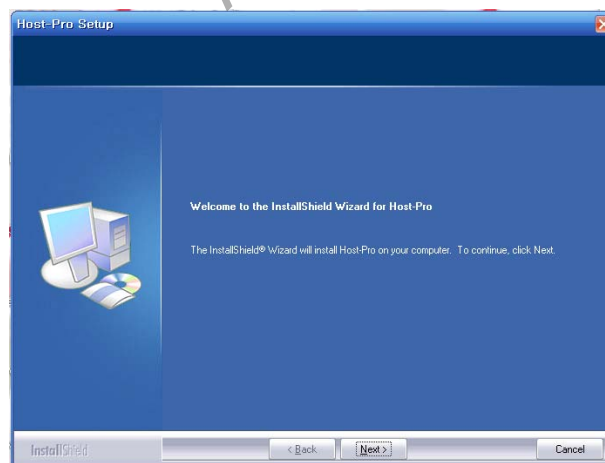 Host-Pro Setup
Welcome to the InstallShield Wizard for Host-Pro
The InstallShield® Wizard will install Host-Pro on your computer. To continue, click Next.
InstallShield
< Back
Next >
Cancel